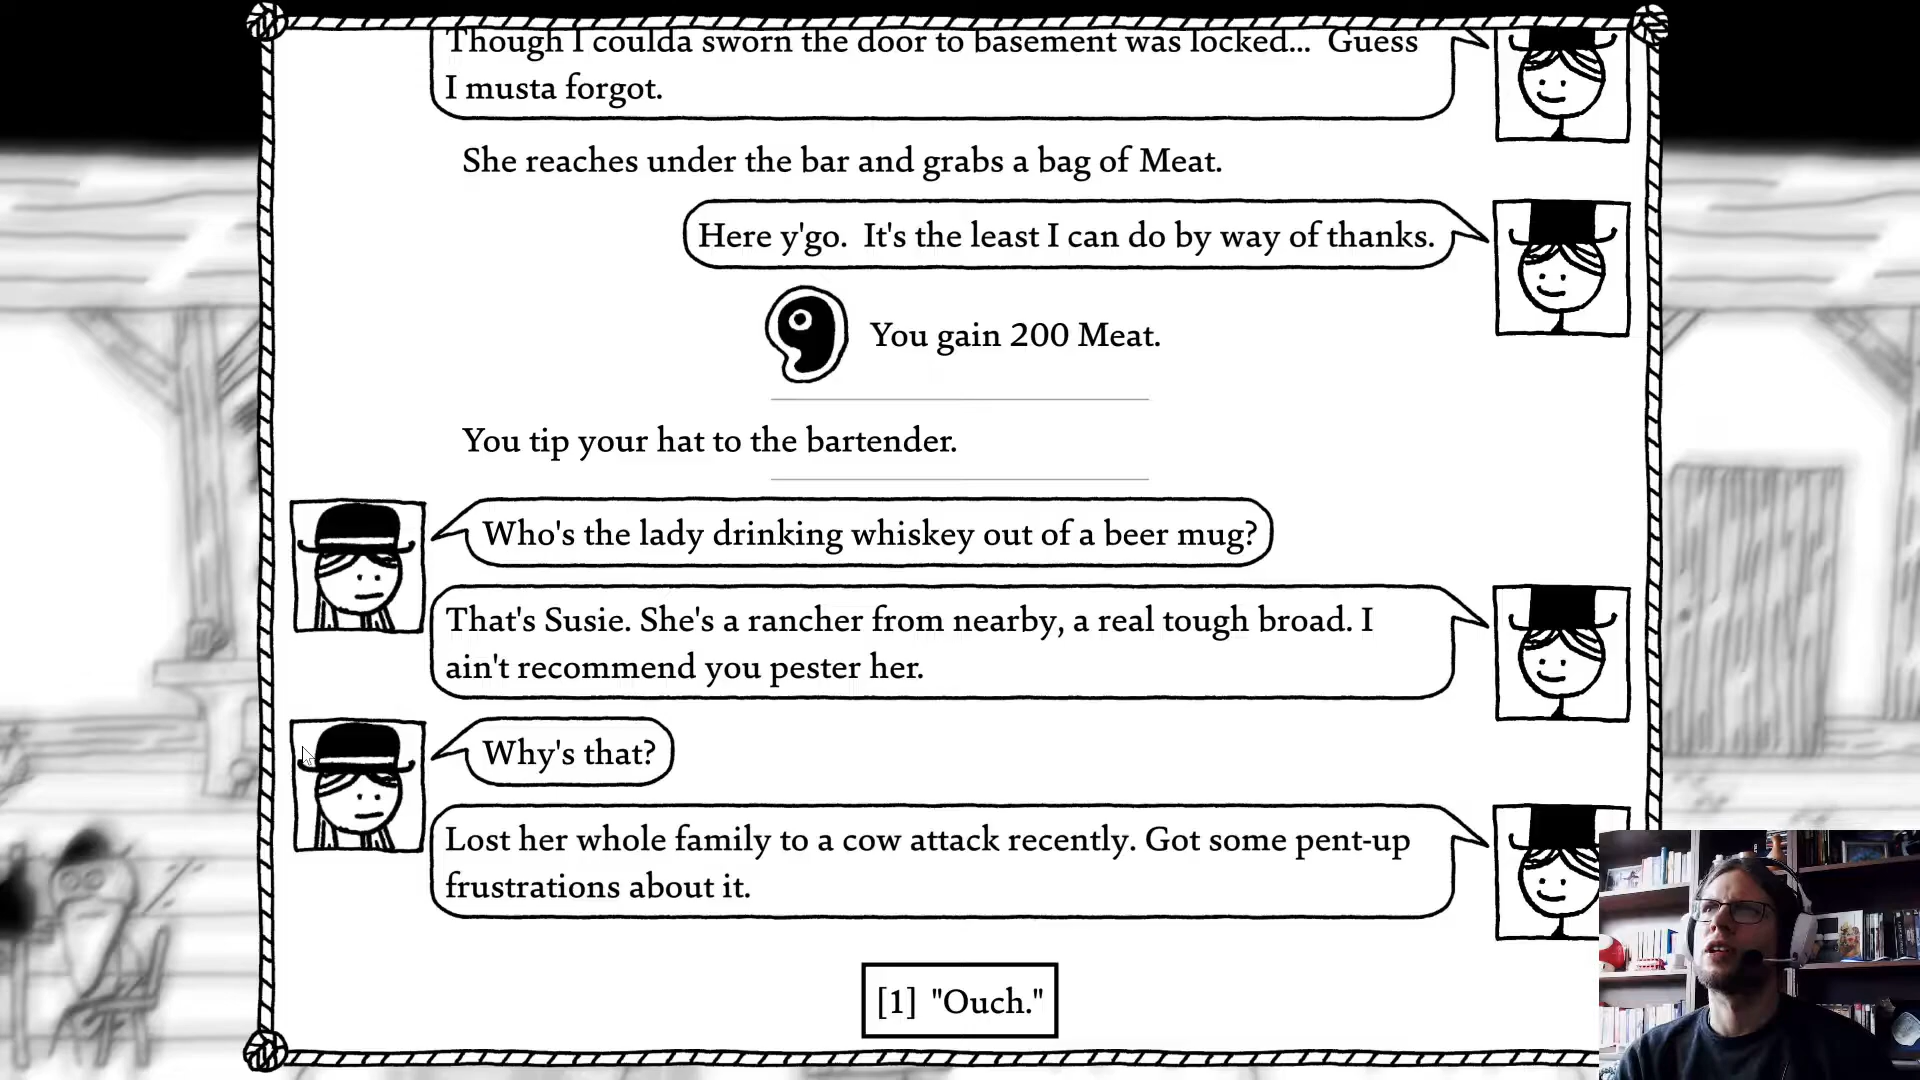 Though I coulda sworn the door to basement was locked... Guess
I musta forgot.
She reaches under the bar and grabs a bag of Meat.
Here y'go. It's the least I can do by way of thanks.
You gain 200 Meat.
You tip your hat to the bartender.
Who's the lady drinking whiskey out of a beer mug?
That's Susie. She's a rancher from nearby, a real tough broad. I
ain't recommend you pester her.
Why's that?
Lost her whole family to a cow attack recently. Got some pent-up
frustrations about it.
[1] "Ouch."